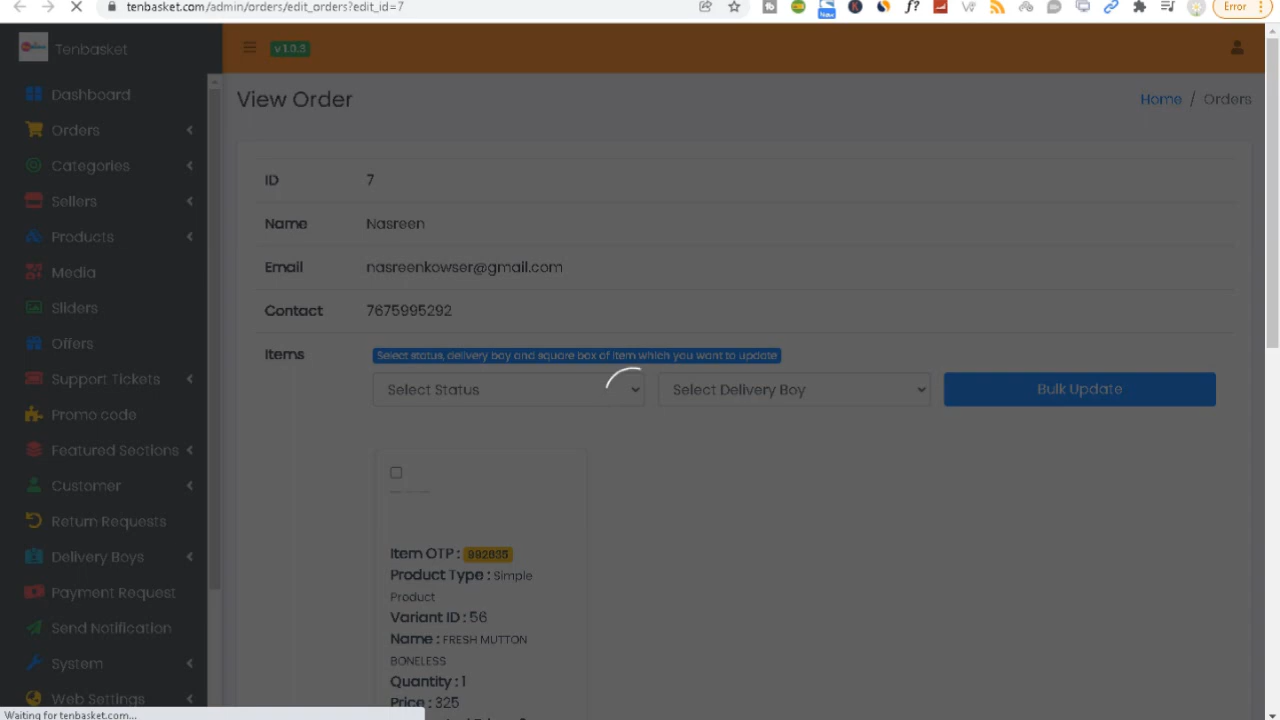 tenbasket.com/admin/orders/edit_orders?edit_id=7
Error
New
Tenbasket
v1.0.3
Dashboard
Orders
Categories
Sellers
Products
Media
Sliders
Offers
Support Tickets
Promo code
Featured Sections
Customer
Return Requests
Delivery Boys
Payment Request
Send Notification
System
Web Settings
Waiting for tenbasket.com...
View Order
Home / Orders
ID 7
Name Nasreen
Email nasreenkowser@gmail.com
Contact 7675995292
Items Select status, delivery boy and square box of item which you want to update
Select Status Select Delivery Boy Bulk Update
Item OTP : 992835
Product Type : Simple
Product
Variant ID : 56
Name : FRESH MUTTON
BONELESS
Quantity : 1
Price : 325